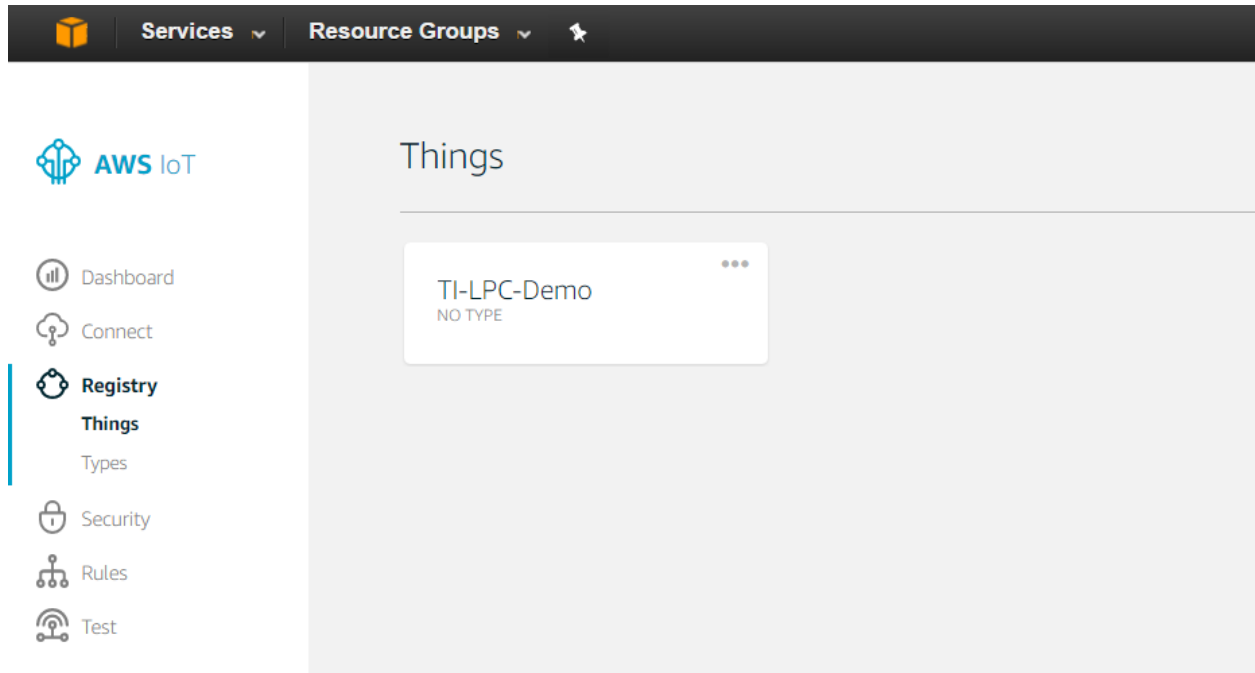 Services Resource Groups
AWS IoT
Dashboard
Connect
Registry
Things
Types
Security
Rules
Test
Things
TI-LPC-Demo
NO TYPE